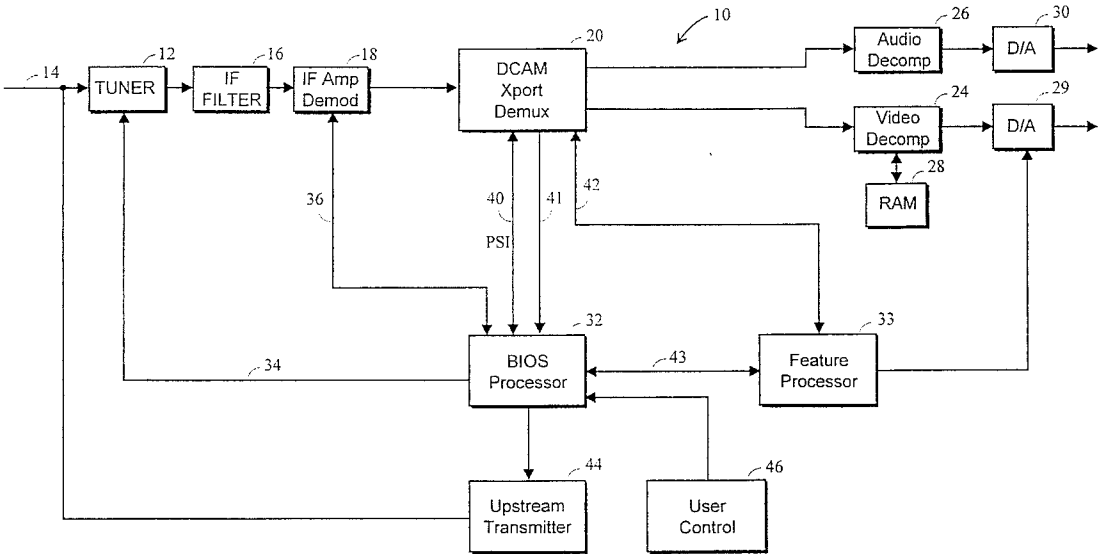 10
14
12
TUNER
16
IF
FILTER
18
IF Amp
Demod
20
DCAM
Xport
Demux
26
Audio
Decomp
30
D/A
24
Video
Decomp
29
D/A
28
RAM
36
40
PSI
41
42
32
BIOS
Processor
43
33
Feature
Processor
34
44
Upstream
Transmitter
46
User
Control